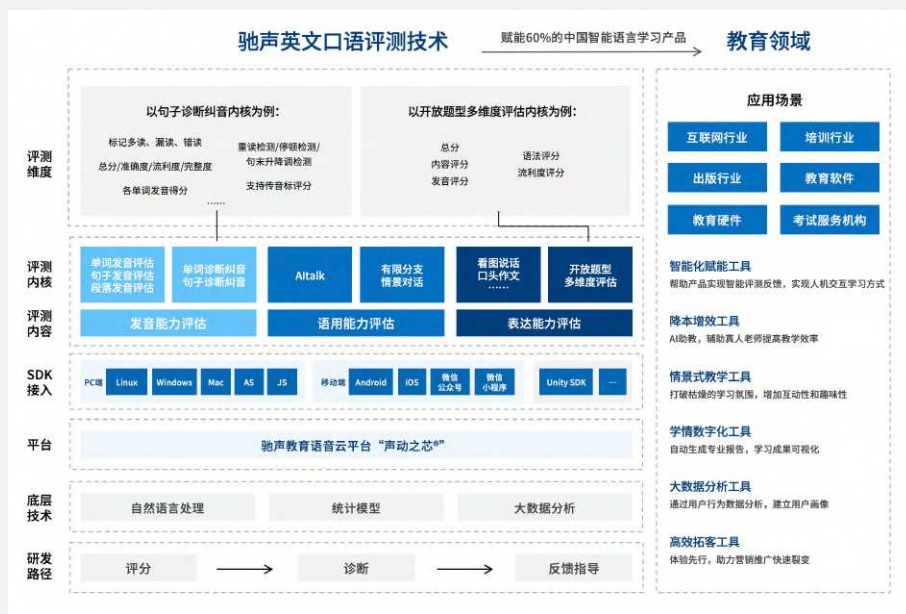 驰声英文口语评测技术
赋能60%的中国智能语言学习产品
教育领域
评测
维度
以句子诊断纠音内核为例：
标记多读、漏读、错读
总分/准确度/流利度/完整度
各单词发音得分
重读检测/停顿检测/
句末升降调检测
支持传音标评分
……
以开放题型多维度评估内核为例：
总分
内容评分
发音评分
语法评分
流利度评分
评测
内核
单词发音评估
句子发音评估
段落发音评估
单词诊断纠音
句子诊断纠音
AItalk
有限分支
情景对话
看图说话
口头作文
……
开放题型
多维度评估
评测
内容
发音能力评估
语用能力评估
表达能力评估
SDK
接入
PC端
Linux
Windows
Mac
AS
JS
移动端
Android
iOS
微信
公众号
微信
小程序
Unity SDK
...
平台
驰声教育语音云平台“声动之芯®”
底层
技术
自然语言处理
统计模型
大数据分析
研发
路径
评分
诊断
反馈指导
应用场景
互联网行业
培训行业
出版行业
教育软件
教育硬件
考试服务机构
智能化赋能工具
帮助产品实现智能评测反馈，实现人机交互学习方式
降本增效工具
AI助教，辅助真人老师提高教学效率
情景式教学工具
打破枯燥的学习氛围，增加互动性和趣味性
学情数字化工具
自动生成专业报告，学习成果可视化
大数据分析工具
通过用户行为数据分析，建立用户画像
高效拓客工具
体验先行，助力营销推广快速裂变